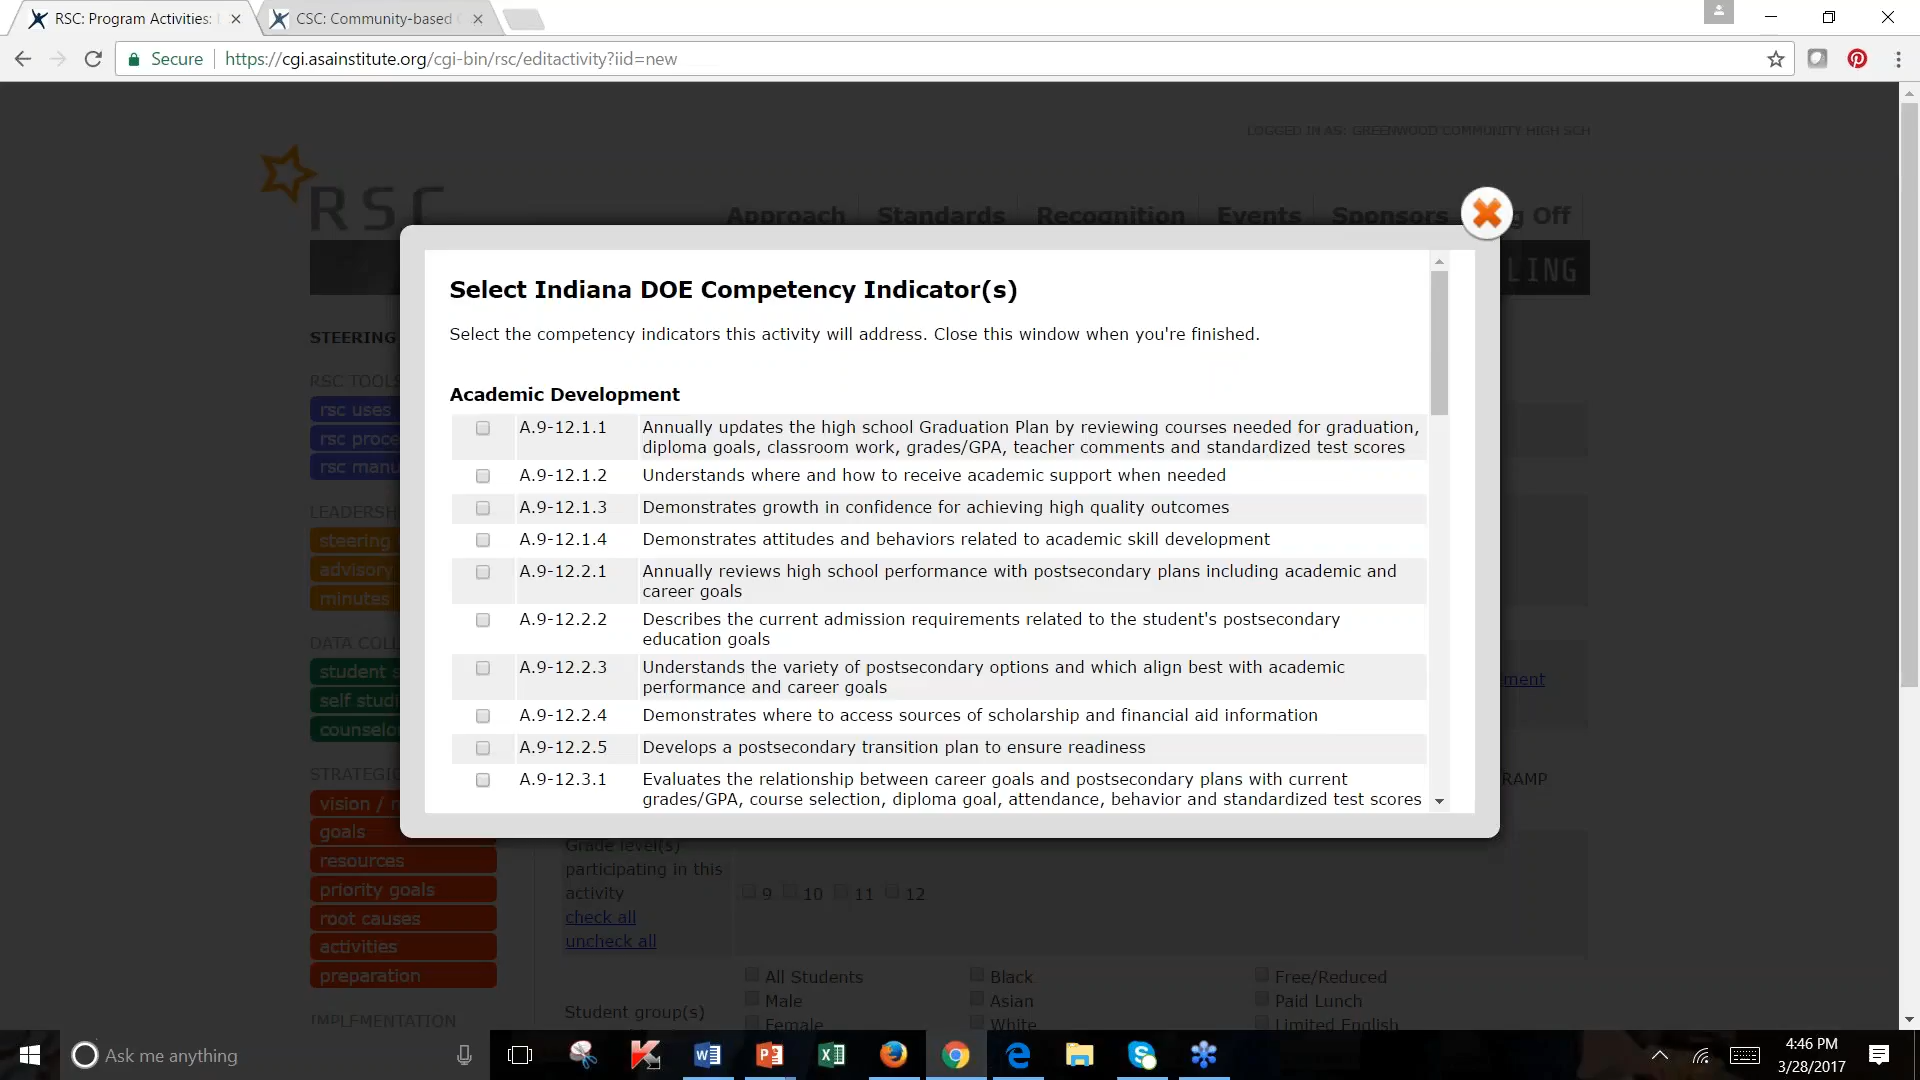 RSC: Program Activities:
CSC: Community-based
Secure
https://cgi.asainstitute.org/cgi-bin/rsc/editactivity?iid=new
LOGGED IN AS: GREENWOOD COMMUNITY HIGH SCH
RSC
Approach
Standards
Recognition
Events
Sponsors
g Off
LING
STEERING
RSC TOOLS
rsc uses
rsc proce
rsc manu
LEADERSH
steering
advisory
minutes
DATA COLL
student s
self studi
counselo
STRATEGIC
vision / m
goals
resources
priority goals
root causes
activities
preparation
IMPLEMENTATION
Select Indiana DOE Competency Indicator(s)
Select the competency indicators this activity will address. Close this window when you're finished.
Academic Development
A.9-12.1.1 Annually updates the high school Graduation Plan by reviewing courses needed for graduation,
diploma goals, classroom work, grades/GPA, teacher comments and standardized test scores
A.9-12.1.2 Understands where and how to receive academic support when needed
A.9-12.1.3 Demonstrates growth in confidence for achieving high quality outcomes
A.9-12.1.4 Demonstrates attitudes and behaviors related to academic skill development
A.9-12.2.1 Annually reviews high school performance with postsecondary plans including academic and
career goals
A.9-12.2.2 Describes the current admission requirements related to the student's postsecondary
education goals
A.9-12.2.3 Understands the variety of postsecondary options and which align best with academic
performance and career goals
A.9-12.2.4 Demonstrates where to access sources of scholarship and financial aid information
A.9-12.2.5 Develops a postsecondary transition plan to ensure readiness
A.9-12.3.1 Evaluates the relationship between career goals and postsecondary plans with current
grades/GPA, course selection, diploma goal, attendance, behavior and standardized test scores
ment
RAMP
Grade level(s)
participating in this
activity
check all
uncheck all
9 10 11 12
Student group(s)
All Students Black Free/Reduced
Male Asian Paid Lunch
Female White Limited English
Ask me anything
4:46 PM
3/28/2017